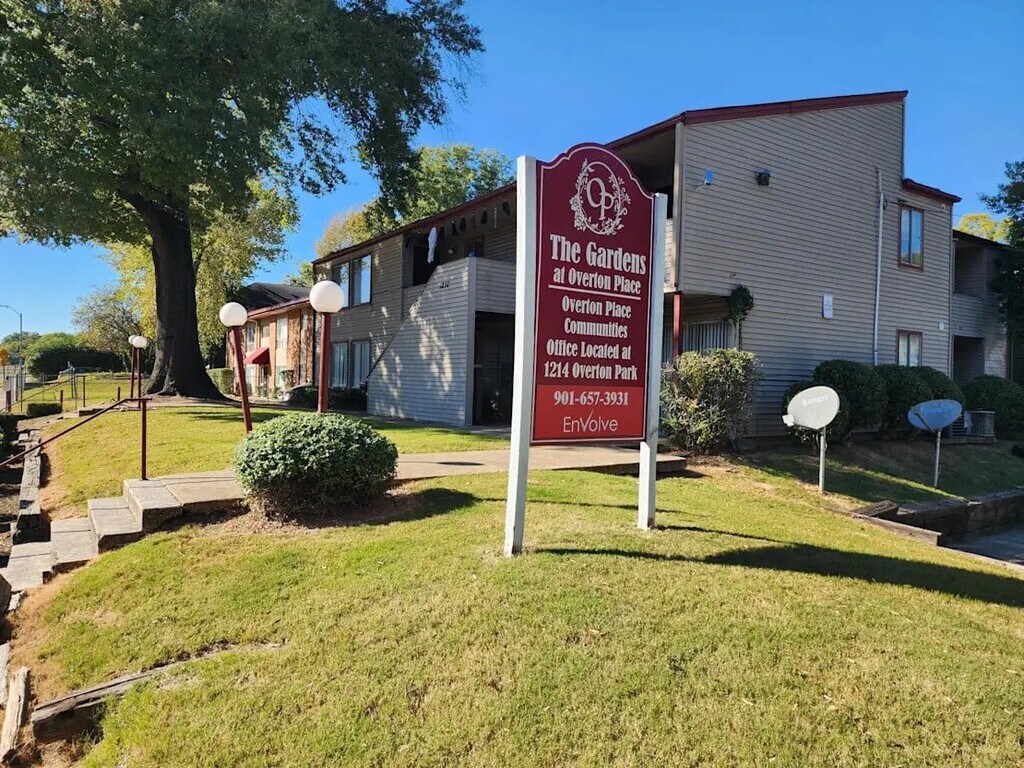 OP
The Gardens
at Overton Place
Overton Place
Communities
Office Located at
1214 Overton Park
901-657-3931
EnVolve